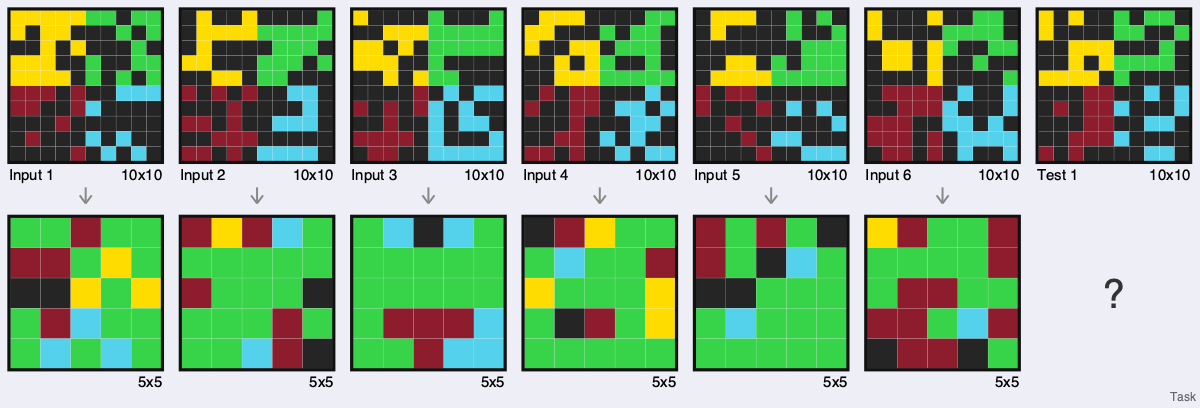 Input 1 10x10
Input 2 10x10
Input 3 10x10
Input 4 10x10
Input 5 10x10
Input 6 10x10
Test 1 10x10
?
5x5
5x5
5x5
5x5
5x5
5x5
Task